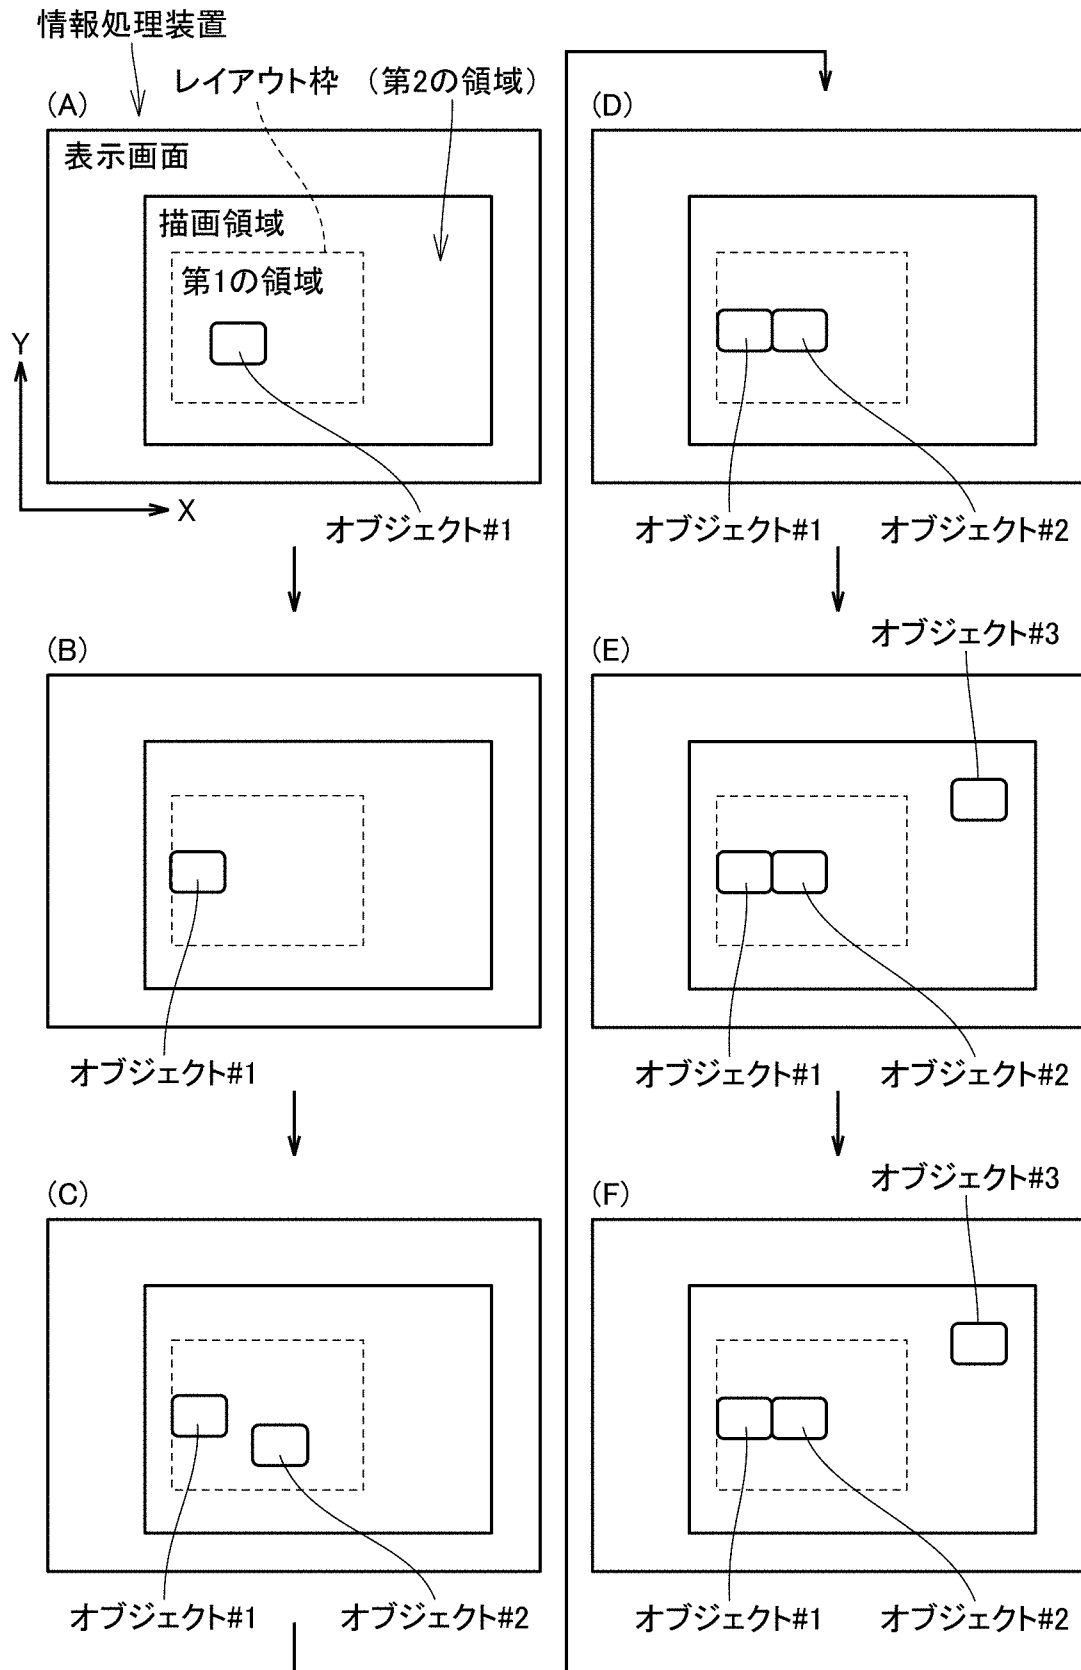 情報処理装置
レイアウト枠 （第2の領域）
(A)
表示画面
描画領域
第1の領域
Y
X
オブジェクト#1
(B)
オブジェクト#1
(C)
オブジェクト#1 オブジェクト#2
(D)
オブジェクト#1 オブジェクト#2
オブジェクト#3
(E)
オブジェクト#1 オブジェクト#2
オブジェクト#3
(F)
オブジェクト#1 オブジェクト#2